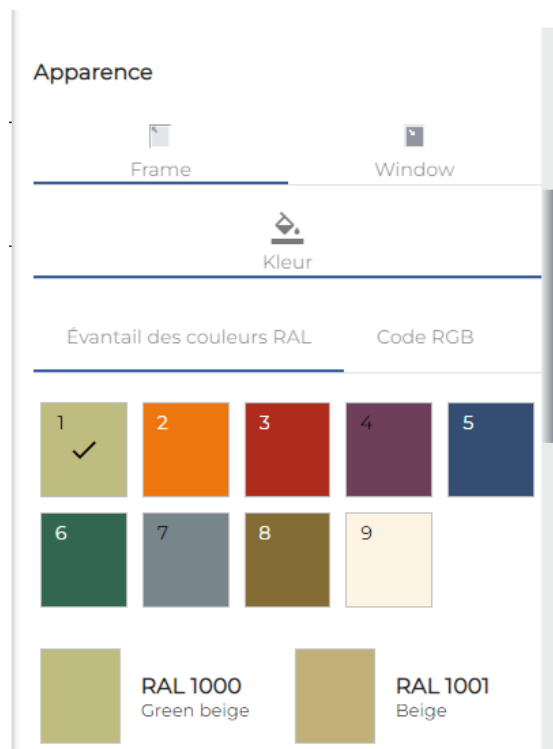 Apparence
Frame Window
Kleur
Évantail des couleurs RAL Code RGB
1 2 3 4 5
6 7 8 9
RAL 1000 RAL 1001
Green beige Beige